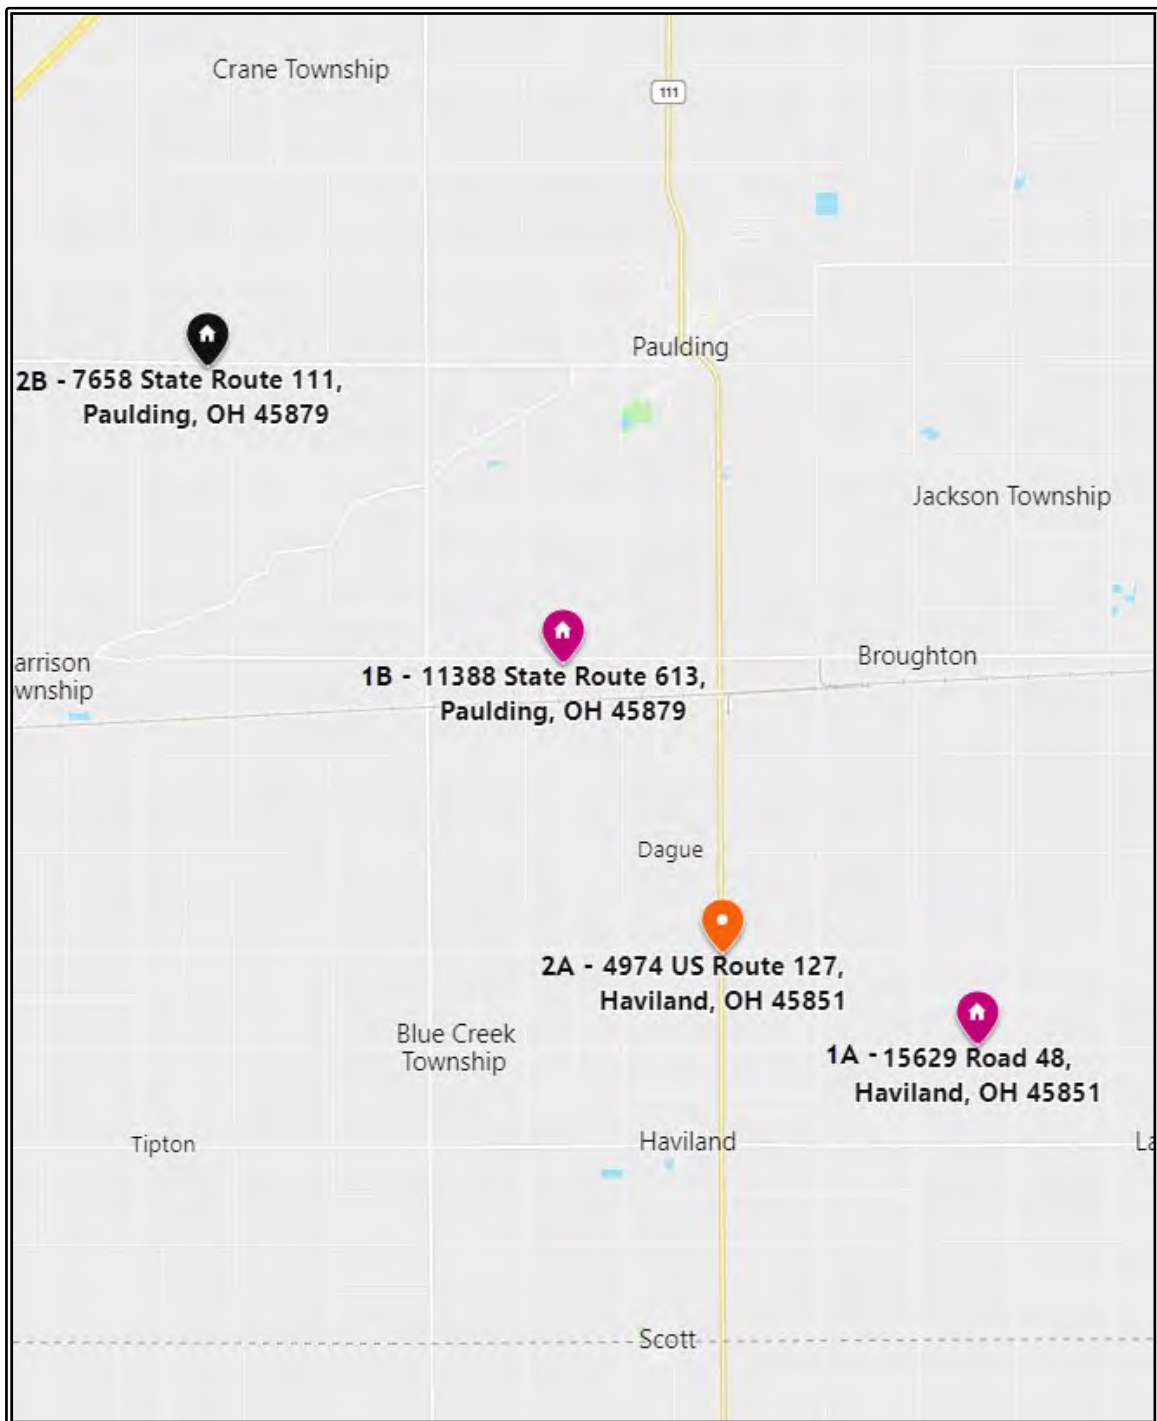 Crane Township
111
Paulding
2B - 7658 State Route 111,
Paulding, OH 45879
Jackson Township
arrison
wnship
Broughton
1B - 11388 State Route 613,
Paulding, OH 45879
Dague
2A - 4974 US Route 127,
Haviland, OH 45851
Blue Creek
Township
1A - 15629 Road 48,
Haviland, OH 45851
Tipton
Haviland
La
Scott